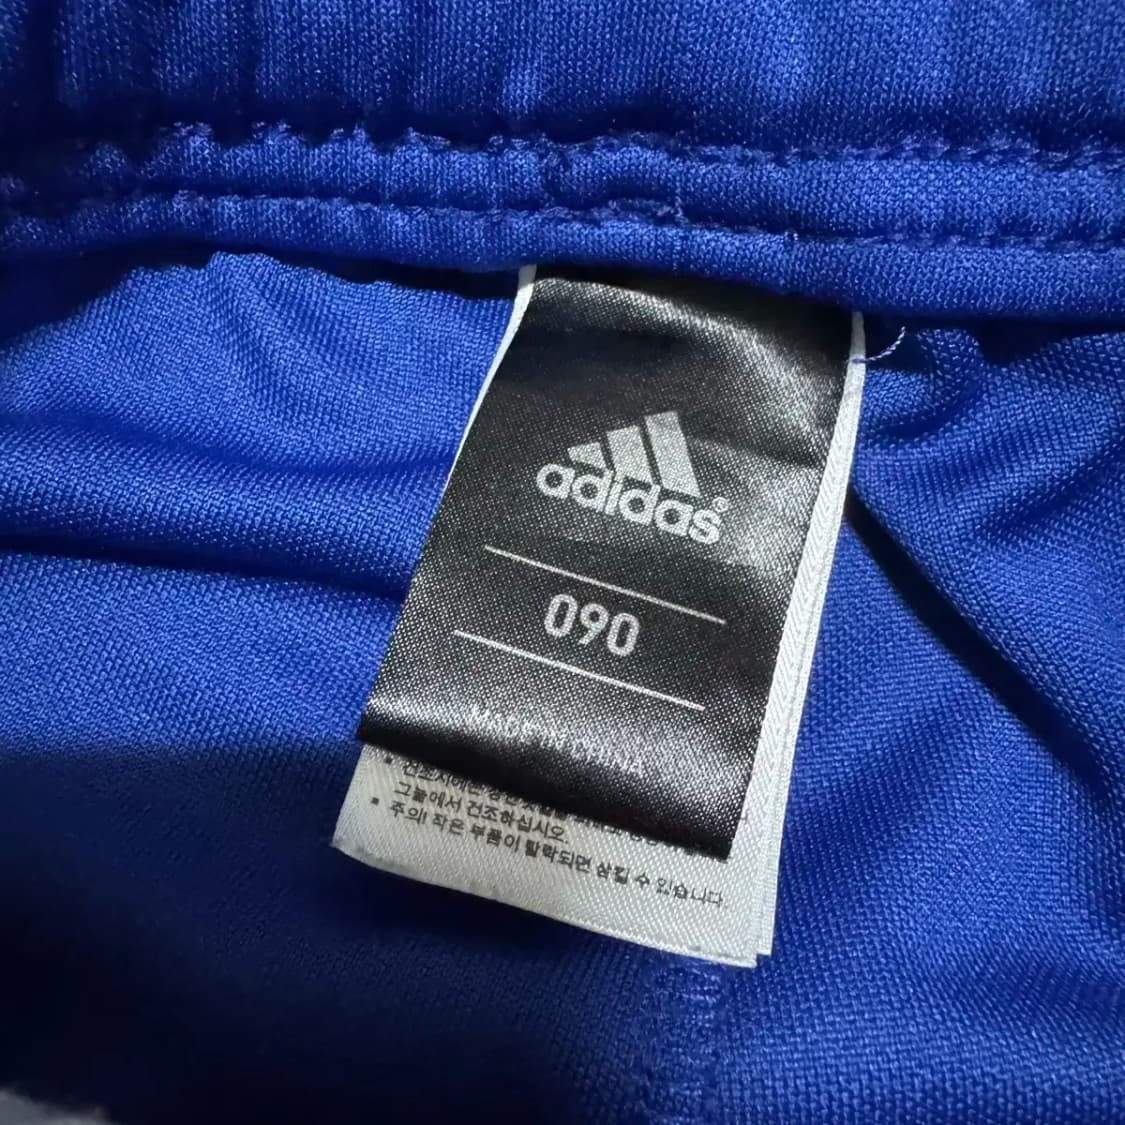 adidas®
090
MADE IN CHINA
그늘에서 건조하십시오.
▪ 주의! 작은 부품이 탈락되면 삼킬 수 있습니다